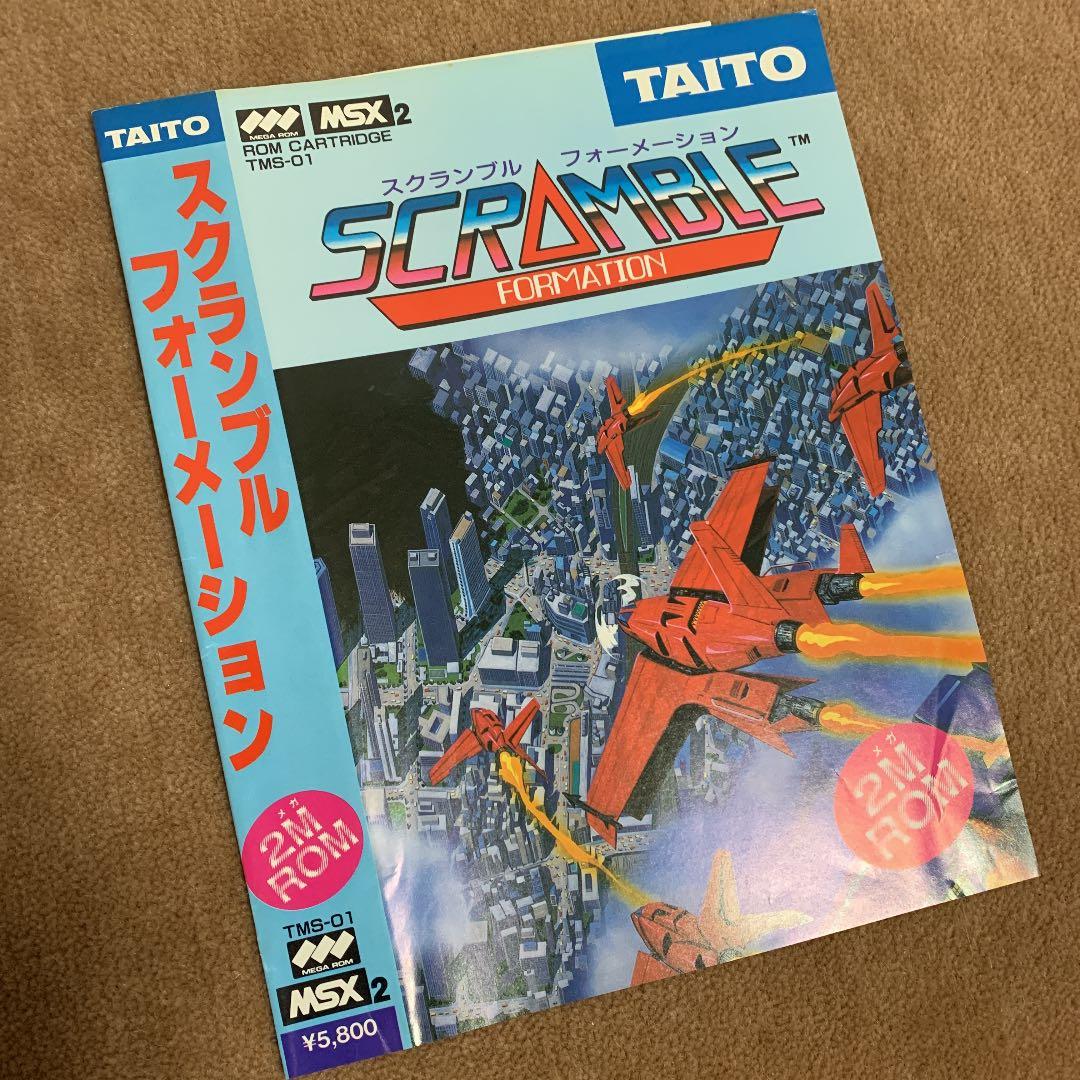 TAITO
スクランブル
フォーメーション
メガ
2M
ROM
TMS-01
MEGA ROM
MSX2
¥5,800
MEGA ROM
MSX2
ROM CARTRIDGE
TMS-01
TAITO
スクランブル フォーメーション
SCRAMBLE™
FORMATION
メガ
2M
ROM